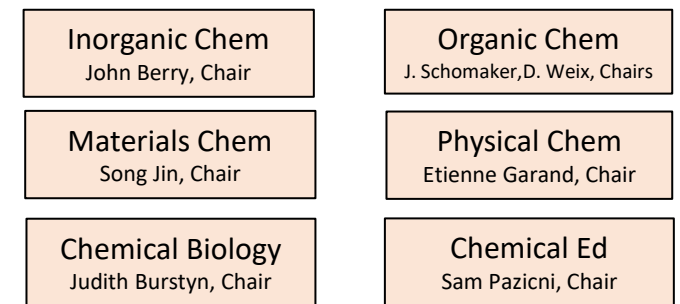 Inorganic Chem
John Berry, Chair
Organic Chem
J. Schomaker,D. Weix, Chairs
Materials Chem
Song Jin, Chair
Physical Chem
Etienne Garand, Chair
Chemical Biology
Judith Burstyn, Chair
Chemical Ed
Sam Pazicni, Chair